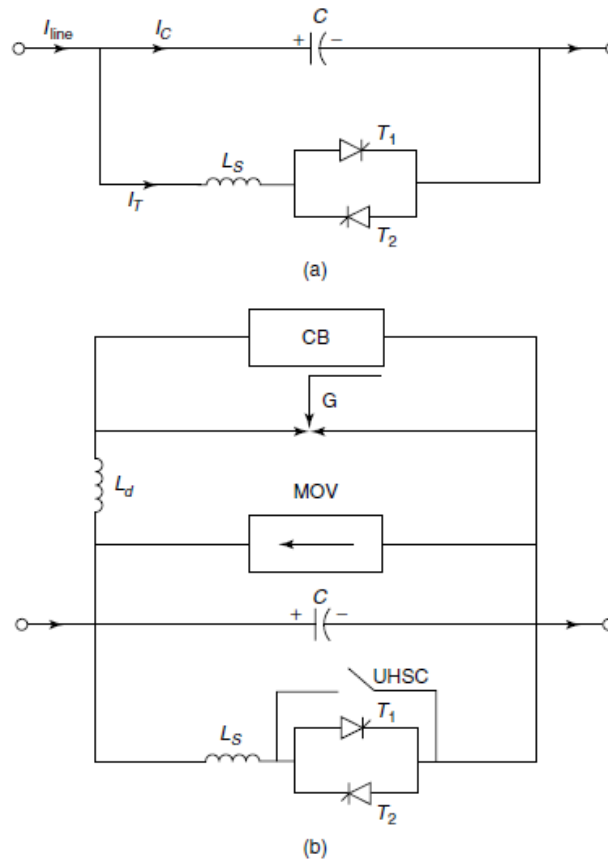 I_line I_C + C −
T_1
L_S
I_T
T_2
(a)
CB
G
L_d
MOV
+ C −
UHSC
T_1
L_S
T_2
(b)